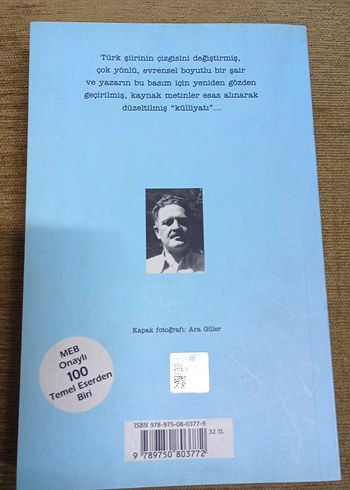 Türk şiirinin çizgisini değiştirmiş,
çok yönlü, evrensel boyutlu bir şair
ve yazarın bu basım için yeniden gözden
geçirilmiş, kaynak metinler esas alınarak
düzeltilmiş “külliyatı”...
Kapak fotoğrafı: Ara Güler
MEB
Onaylı
100
Temel Eserden
Biri
ISBN 978-975-08-0377-9
12 TL
9 789750 803772